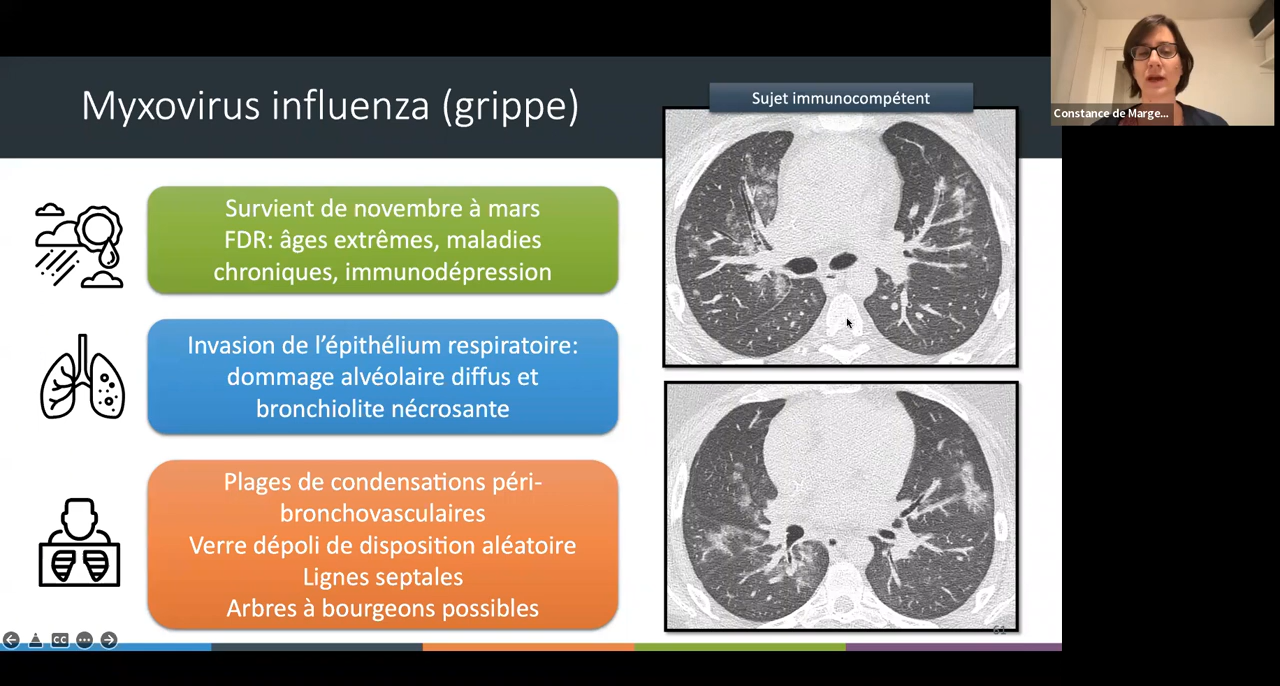 Myxovirus influenza (grippe)
Sujet immunocompétent
Constance de Marge...
Survient de novembre à mars
FDR: âges extrêmes, maladies
chroniques, immunodépression
Invasion de l’épithélium respiratoire:
dommage alvéolaire diffus et
bronchiolite nécrosante
Plages de condensations péri-
bronchovasculaires
Verre dépoli de disposition aléatoire
Lignes septales
Arbres à bourgeons possibles
CC